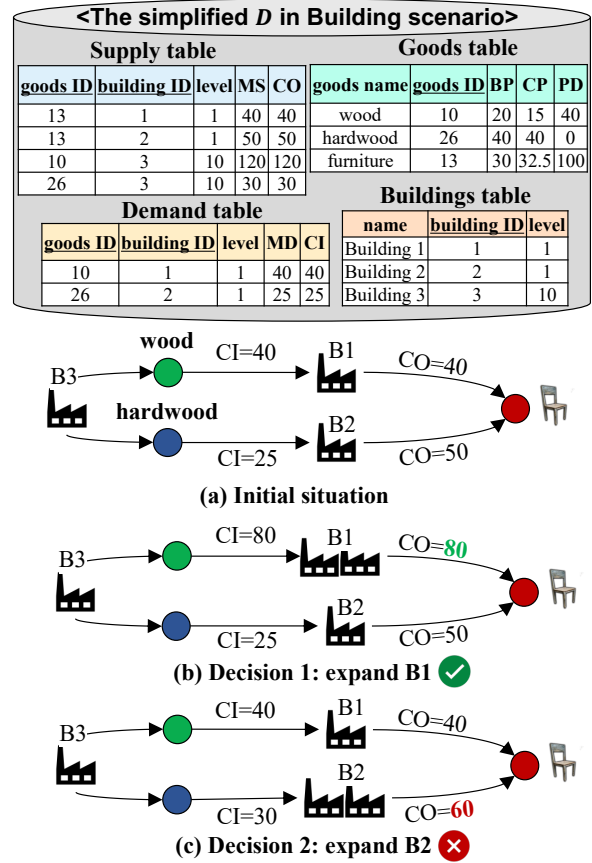 <The simplified D in Building scenario>
Supply table
goods ID building ID level MS CO
13 1 1 40 40
13 2 1 50 50
10 3 10 120 120
26 3 10 30 30
Goods table
goods name goods ID BP CP PD
wood 10 20 15 40
hardwood 26 40 40 0
furniture 13 30 32.5 100
Demand table
goods ID building ID level MD CI
10 1 1 40 40
26 2 1 25 25
Buildings table
name building ID level
Building 1 1 1
Building 2 2 1
Building 3 3 10
wood
CI=40
B1
CO=40
B3
hardwood
CI=25
B2
CO=50
(a) Initial situation
CI=80
B1
CO=80
B3
CI=25
B2
CO=50
(b) Decision 1: expand B1
CI=40
B1
CO=40
B3
CI=30
B2
CO=60
(c) Decision 2: expand B2